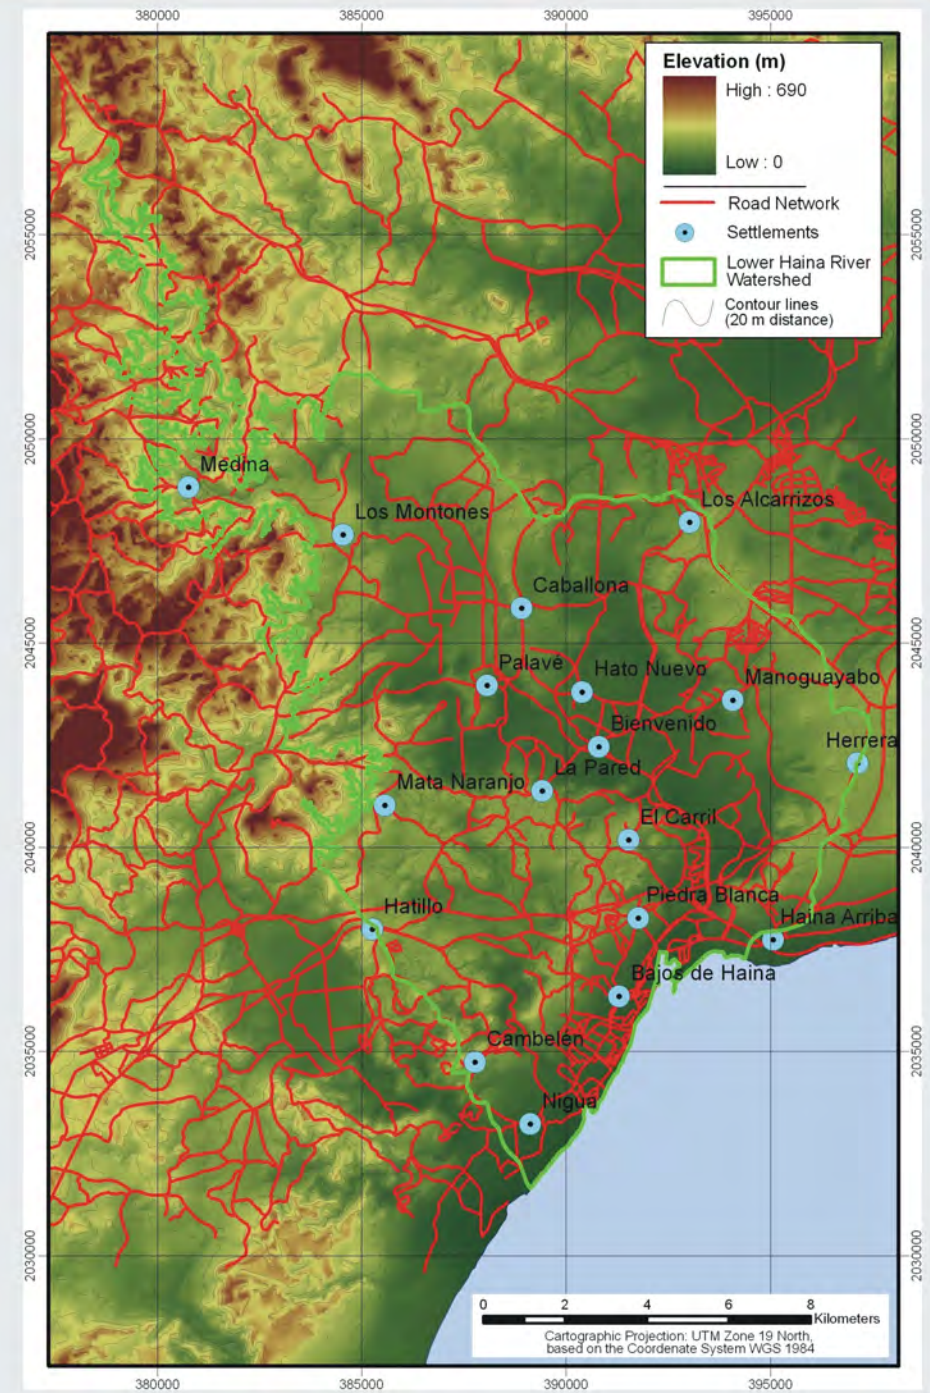 380000 385000 390000 395000
Elevation (m)
High : 690
Low : 0
Road Network
Settlements
Lower Haina River
Watershed
Contour lines
(20 m distance)
2055000 2055000
2050000 2050000
Medina
Los Montones
Los Alcarrizos
Caballona
2045000 2045000
Palavé
Hato Nuevo
Manoguayabo
Bienvenido
Herrera
La Pared
Mata Naranjo
El Carril
2040000 2040000
Piedra Blanca
Hatillo
Haina Arriba
Bajos de Haina
Cambelén
2035000 2035000
Nigua
2030000 2030000
0 2 4 6 8
Kilometers
Cartographic Projection: UTM Zone 19 North,
based on the Coordenate System WGS 1984
380000 385000 390000 395000